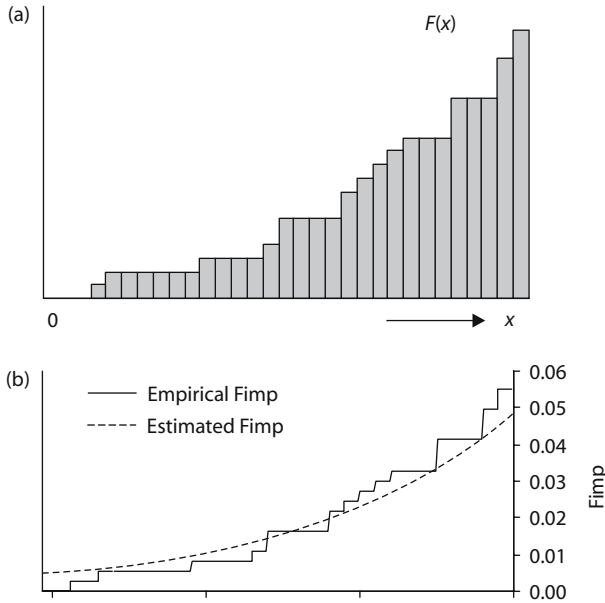 (a)
F(x)
0
x
(b)
Empirical Fimp
Estimated Fimp
0.06
0.05
0.04
0.03
0.02
0.01
0.00
Fimp